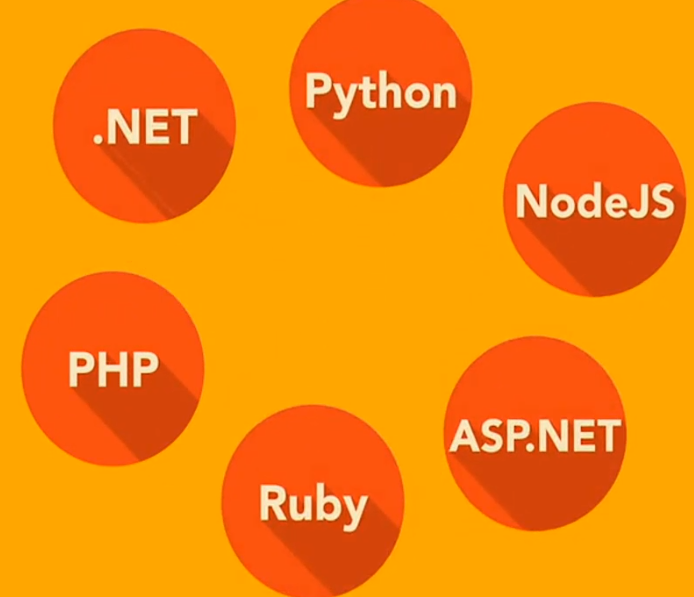 .NET
Python
NodeJS
PHP
ASP.NET
Ruby